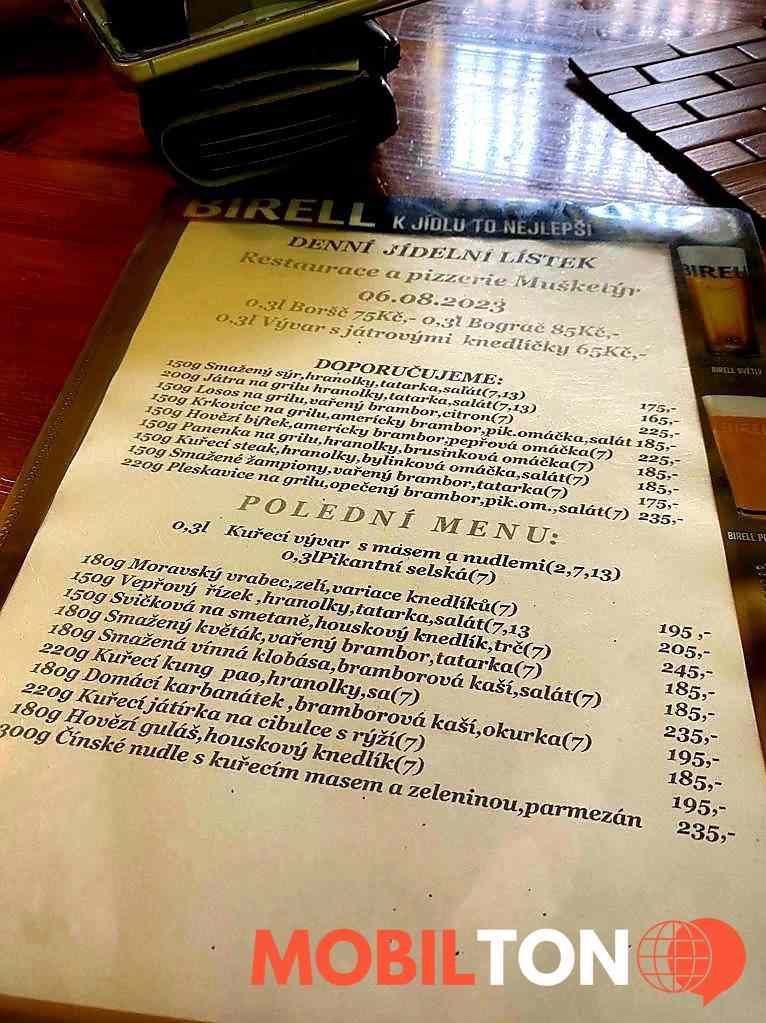 BIRELL K JÍDLU TO NEJLEPŠÍ
DENNÍ JÍDELNÍ LÍSTEK
Restaurace a pizzerie Mušketýr
06.08.2023
0,3l Boršč 75Kč,- 0,3l Bograč 85Kč,-
0,3l Vývar s játrovými knedlíčky 65Kč,-
BIRELL
BIRELL SVĚTLÝ
DOPORUČUJEME:
150g Smažený sýr,hranolky,tatarka,salát(7,13) 175,-
200g Játra na grilu hranolky,tatarka,salát(7,13) 165,-
150g Losos na grilu,vařený brambor,citron(7) 225,-
150g Krkovice na grilu,americky brambor,pik.omáčka,salát 185,-
150g Hovězí býftek,americky brambor,pepřová omáčka(7) 225,-
150g Panenka na grilu,hranolky,brusinková omáčka(7) 185,-
150g Kuřecí steak,hranolky,bylinková omáčka,salát(7) 185,-
150g Smažené žampiony,vařený brambor,tatarka(7) 175,-
220g Pleskavice na grilu,opečený brambor,pik.om.,salát(7) 235,-
BIRELL
BIRELL
POLEDNÍ MENU:
0,3l Kuřecí vývar s masem a nudlemi(2,7,13)
0,3lPikantní selská(7)
180g Moravský vrabec,zelí,variace knedlíků(7) 195 ,-
150g Vepřový řízek ,hranolky,tatarka,salát(7,13 205,-
150g Svíčková na smetaně,houskový knedlík,trč(7) 245,-
180g Smažený květák,vařený brambor,tatarka(7) 185,-
180g Smažená vinná klobása,bramborová kaší,salát(7) 185,-
220g Kuřecí kung pao,hranolky,sa(7) 235,-
180g Domácí karbanátek ,bramborová kaší,okurka(7) 195,-
220g Kuřecí játírka na cibulce s rýží(7) 185,-
180g Hovězí guláš,houskový knedlík(7) 195,-
300g Čínské nudle s kuřecím masem a zeleninou,parmezán 235,-
MOBILTON